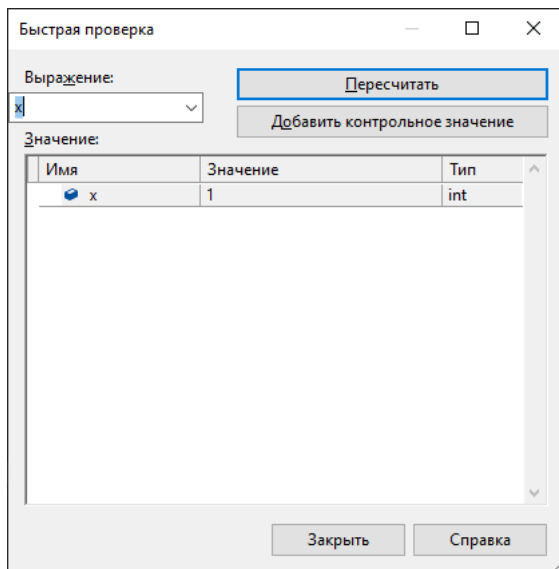 Быстрая проверка
Выражение:
Пересчитать
x
Добавить контрольное значение
Значение:
Имя Значение Тип
x 1 int
Закрыть Справка